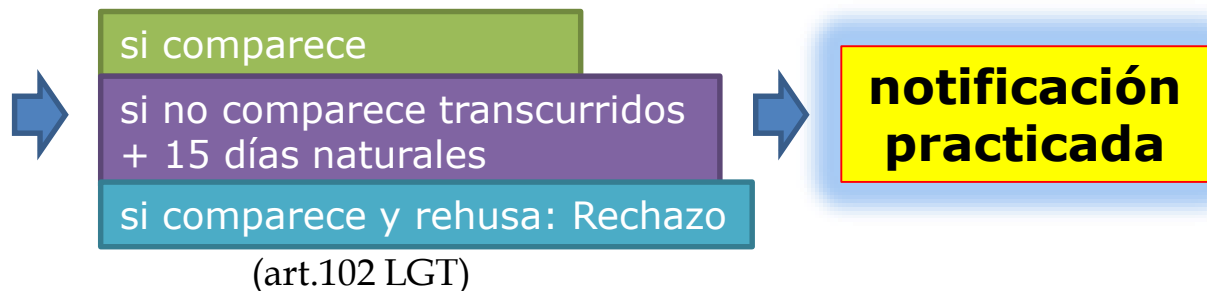 si comparece
si no comparece transcurridos
+ 15 días naturales
si comparece y rehusa: Rechazo
(art.102 LGT)
notificación
practicada